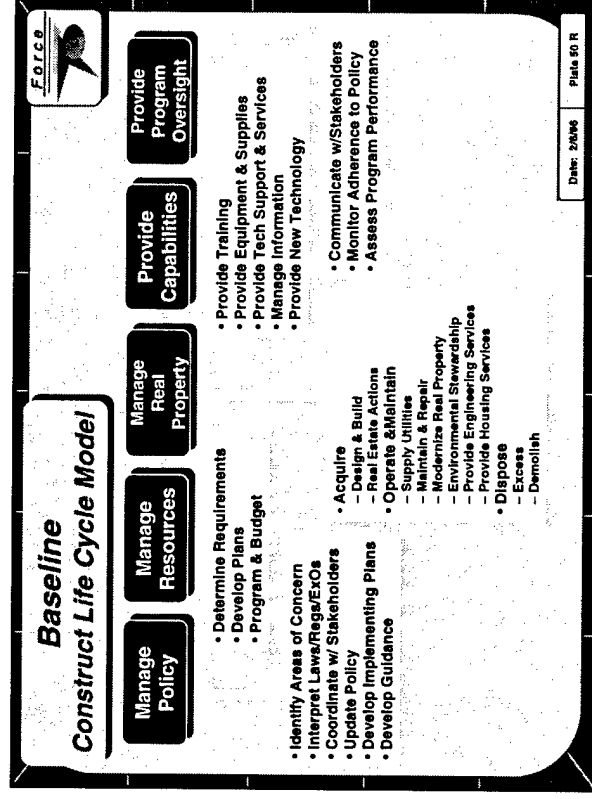 Baseline
Construct Life Cycle Model
Force
Manage
Policy
Manage
Resources
Manage
Real
Property
Provide
Capabilities
Provide
Program
Oversight
• Identify Areas of Concern
• Interpret Laws/Regs/ExOs
• Coordinate w/ Stakeholders
• Update Policy
• Develop Implementing Plans
• Develop Guidance
• Determine Requirements
• Develop Plans
• Program & Budget
• Acquire
– Design & Build
– Real Estate Actions
• Operate &Maintain
– Supply Utilities
– Maintain & Repair
– Modernize Real Property
– Environmental Stewardship
– Provide Engineering Services
– Provide Housing Services
• Dispose
– Excess
– Demolish
• Provide Training
• Provide Equipment & Supplies
• Provide Tech Support & Services
• Manage Information
• Provide New Technology
• Communicate w/Stakeholders
• Monitor Adherence to Policy
• Assess Program Performance
Date: 2/8/96
Plate 50 R